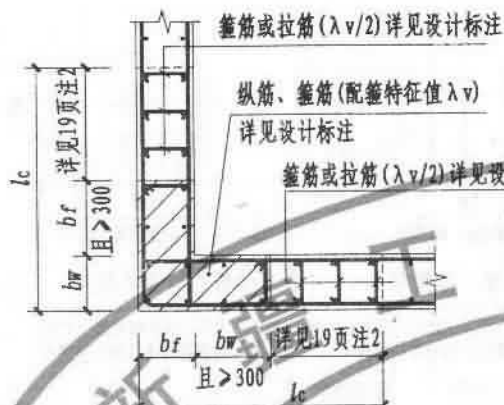 箍筋或拉筋(λv/2)详见设计标注
纵筋、箍筋(配箍特征值λv)
详见设计标注
箍筋或拉筋(λv/2)详见设
详见19页注2
lc
bf
且≥300
bw
bf
bw
详见19页注2
且≥300
lc
新疆工